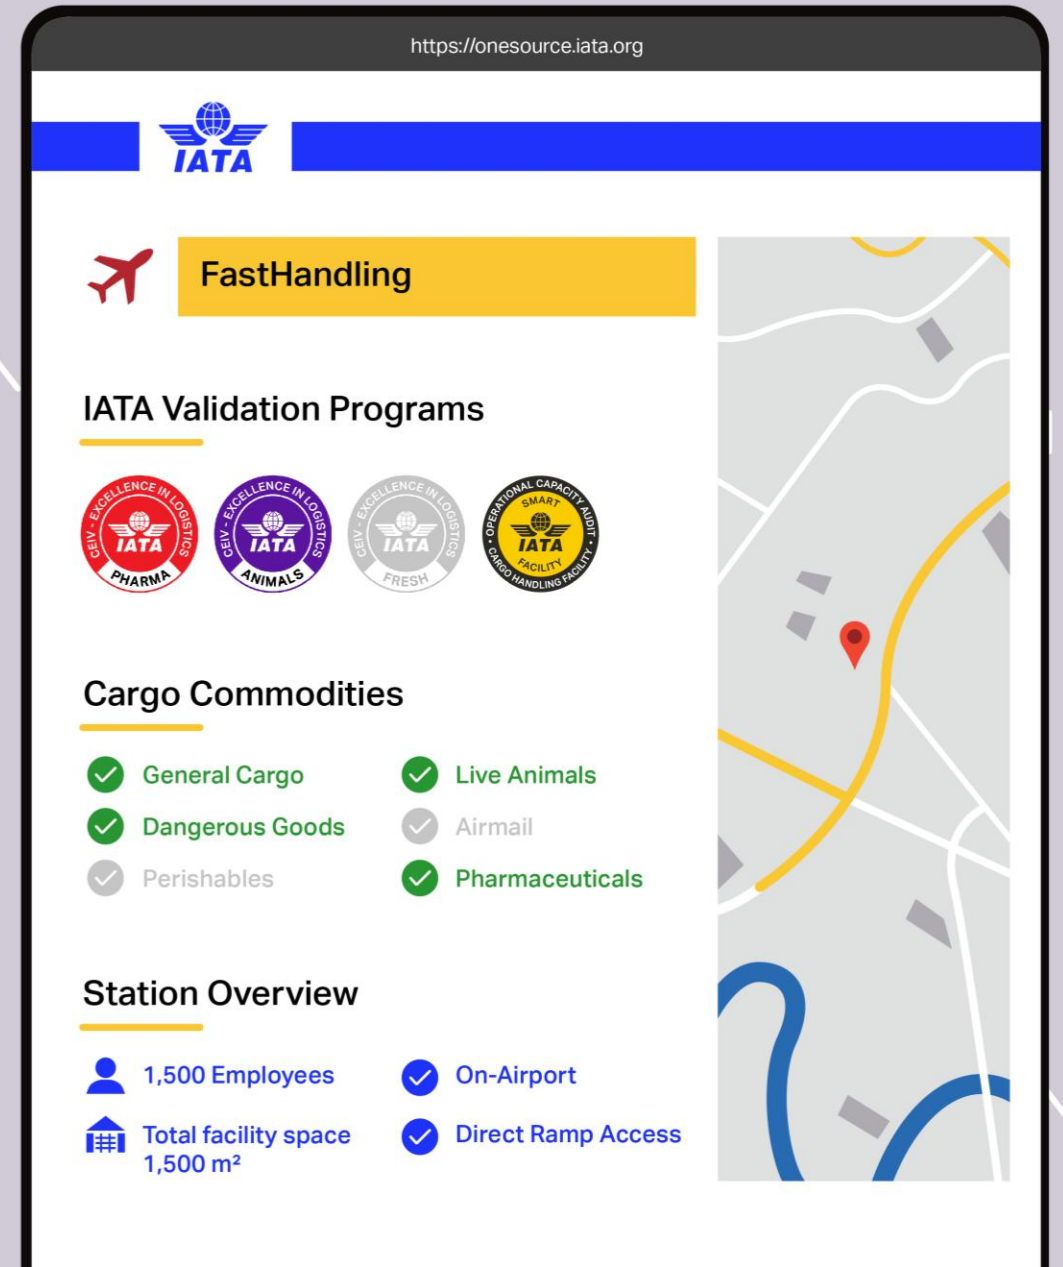 https://onesource.iata.org
IATA
FastHandling
IATA Validation Programs
CEIV - EXCELLENCE IN LOGISTICS
IATA
PHARMA
CEIV - EXCELLENCE IN LOGISTICS
IATA
ANIMALS
CEIV - EXCELLENCE IN LOGISTICS
IATA
FRESH
• OPERATIONAL CAPACITY AUDIT •
SMART
IATA
FACILITY
CARGO HANDLING FACILITY
Cargo Commodities
General Cargo
Live Animals
Dangerous Goods
Airmail
Perishables
Pharmaceuticals
Station Overview
1,500 Employees
On-Airport
Total facility space
1,500 m²
Direct Ramp Access